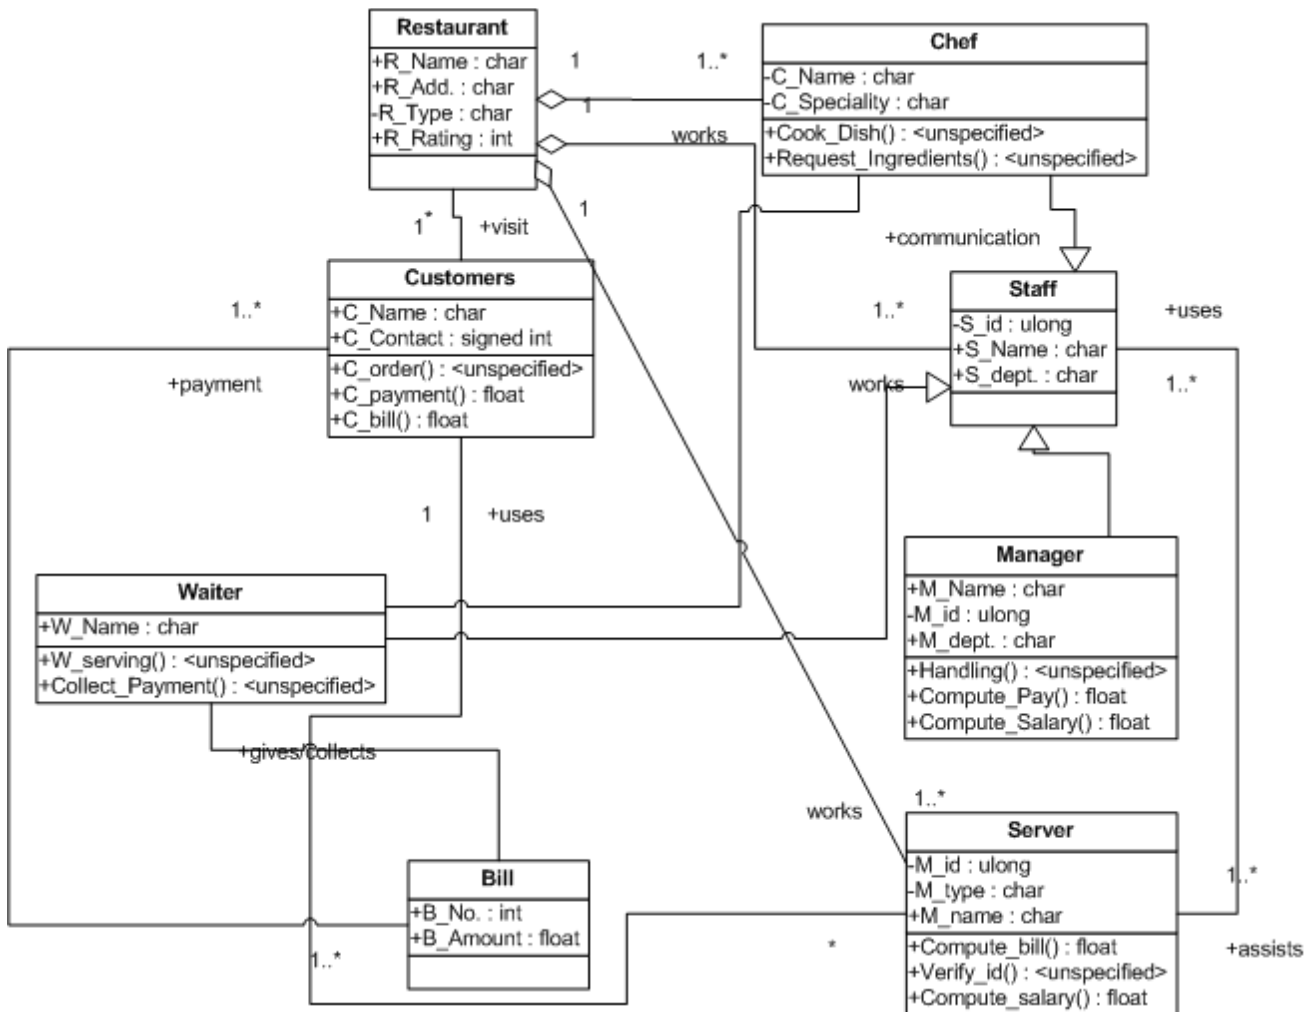 Restaurant
+R_Name : char
+R_Add. : char
-R_Type : char
+R_Rating : int
1
1..*
1
works
Chef
-C_Name : char
-C_Speciality : char
+Cook_Dish() : <unspecified>
+Request_Ingredients() : <unspecified>
1
*
+visit
1
+communication
Customers
+C_Name : char
+C_Contact : signed int
+C_order() : <unspecified>
+C_payment() : float
+C_bill() : float
1..*
+payment
Staff
-S_id : ulong
+S_Name : char
+S_dept. : char
1..*
works
+uses
1..*
1
+uses
Manager
+M_Name : char
-M_id : ulong
+M_dept. : char
+Handling() : <unspecified>
+Compute_Pay() : float
+Compute_Salary() : float
Waiter
+W_Name : char
+W_serving() : <unspecified>
+Collect_Payment() : <unspecified>
+gives/collects
works
1..*
Server
-M_id : ulong
-M_type : char
+M_name : char
+Compute_bill() : float
+Verify_id() : <unspecified>
+Compute_salary() : float
1..*
+assists
Bill
+B_No. : int
+B_Amount : float
1..*
*